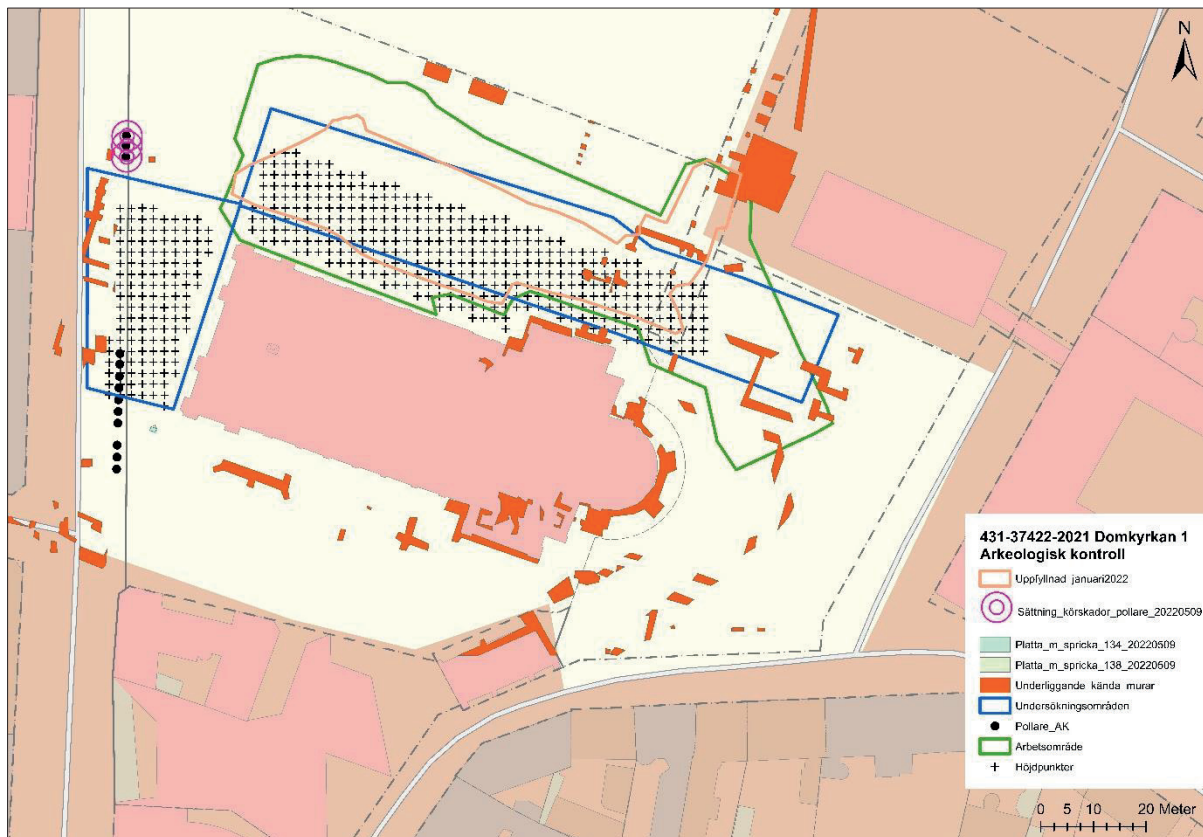 N
431-37422-2021 Domkyrkan 1
Arkeologisk kontroll
Uppfyllnad januari2022
Sättning_körskador_pollare_20220509
Platta_m_spricka_134_20220509
Platta_m_spricka_138_20220509
Underliggande kända murar
Undersökningsområden
Pollare_AK
Arbetsområde
Höjdpunkter
0 5 10 20 Meter